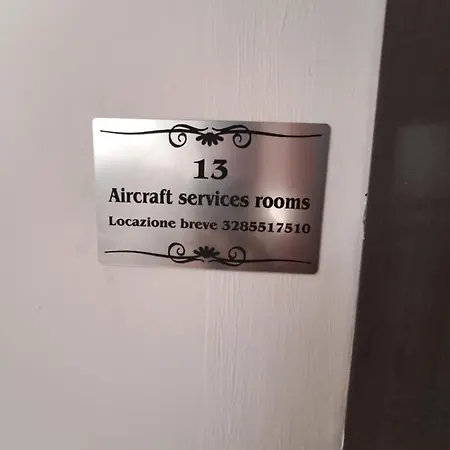 13
Aircraft services rooms
Locazione breve 3285517510